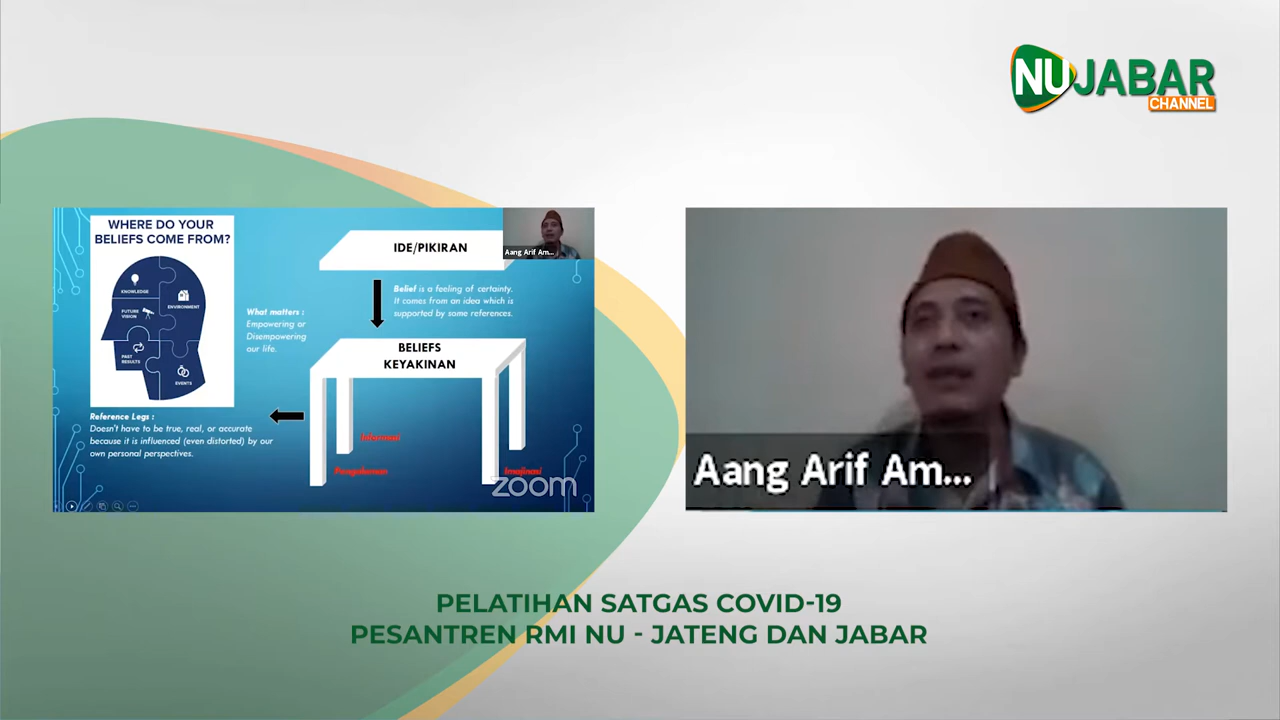 NU JABAR
CHANNEL
WHERE DO YOUR
BELIEFS COME FROM?
KNOWLEDGE
ENVIRONMENT
FUTURE
VISION
PAST
RESULTS
EVENTS
IDE/PIKIRAN
Aang Arif Am...
Belief is a feeling of certainty.
It comes from an idea which is
supported by some references.
What matters :
Empowering or
Disempowering
our life.
BELIEFS
KEYAKINAN
Reference Legs :
Doesn't have to be true, real, or accurate
because it is influenced (even distorted) by our
own personal perspectives.
Informasi
Pengalaman
Imajinasi
zoom
Aang Arif Am...
PELATIHAN SATGAS COVID-19
PESANTREN RMI NU - JATENG DAN JABAR